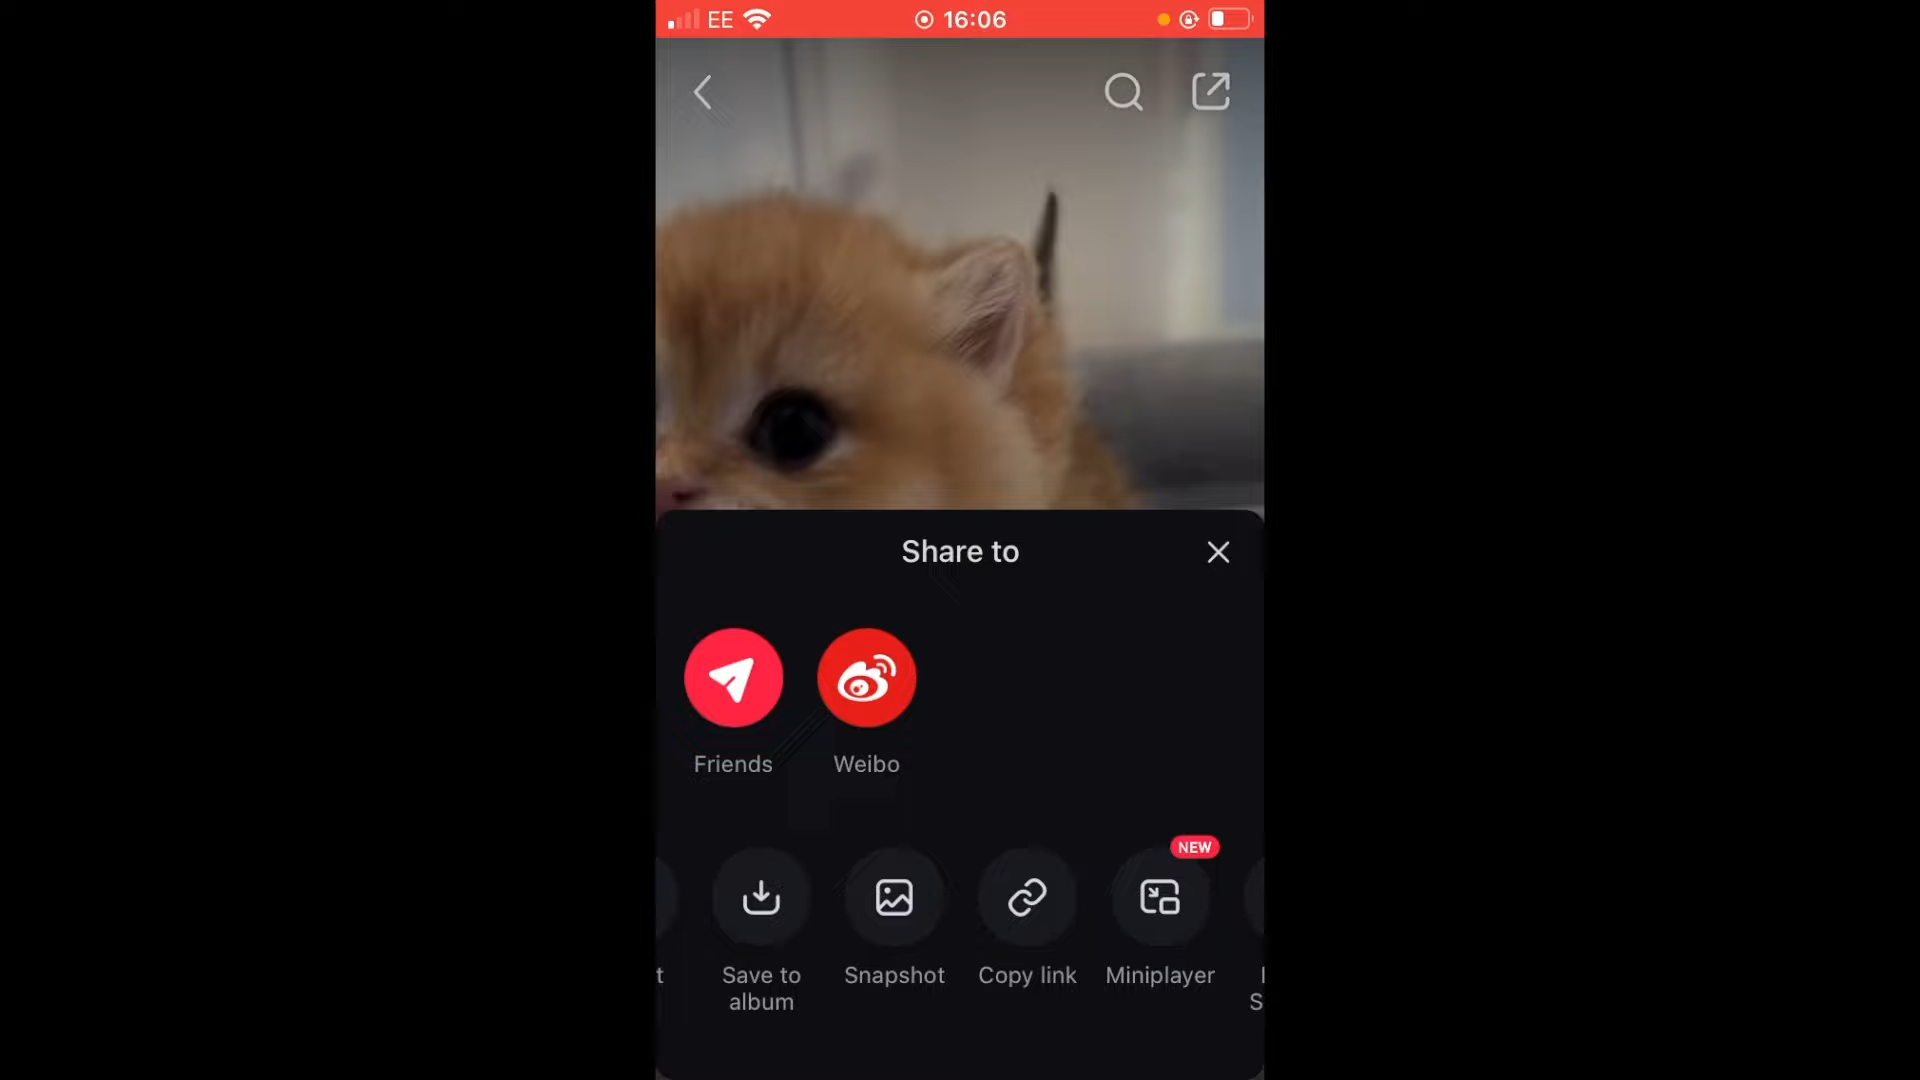 EE 16:06
Share to
Friends Weibo
NEW
t Save to album Snapshot Copy link Miniplayer
S